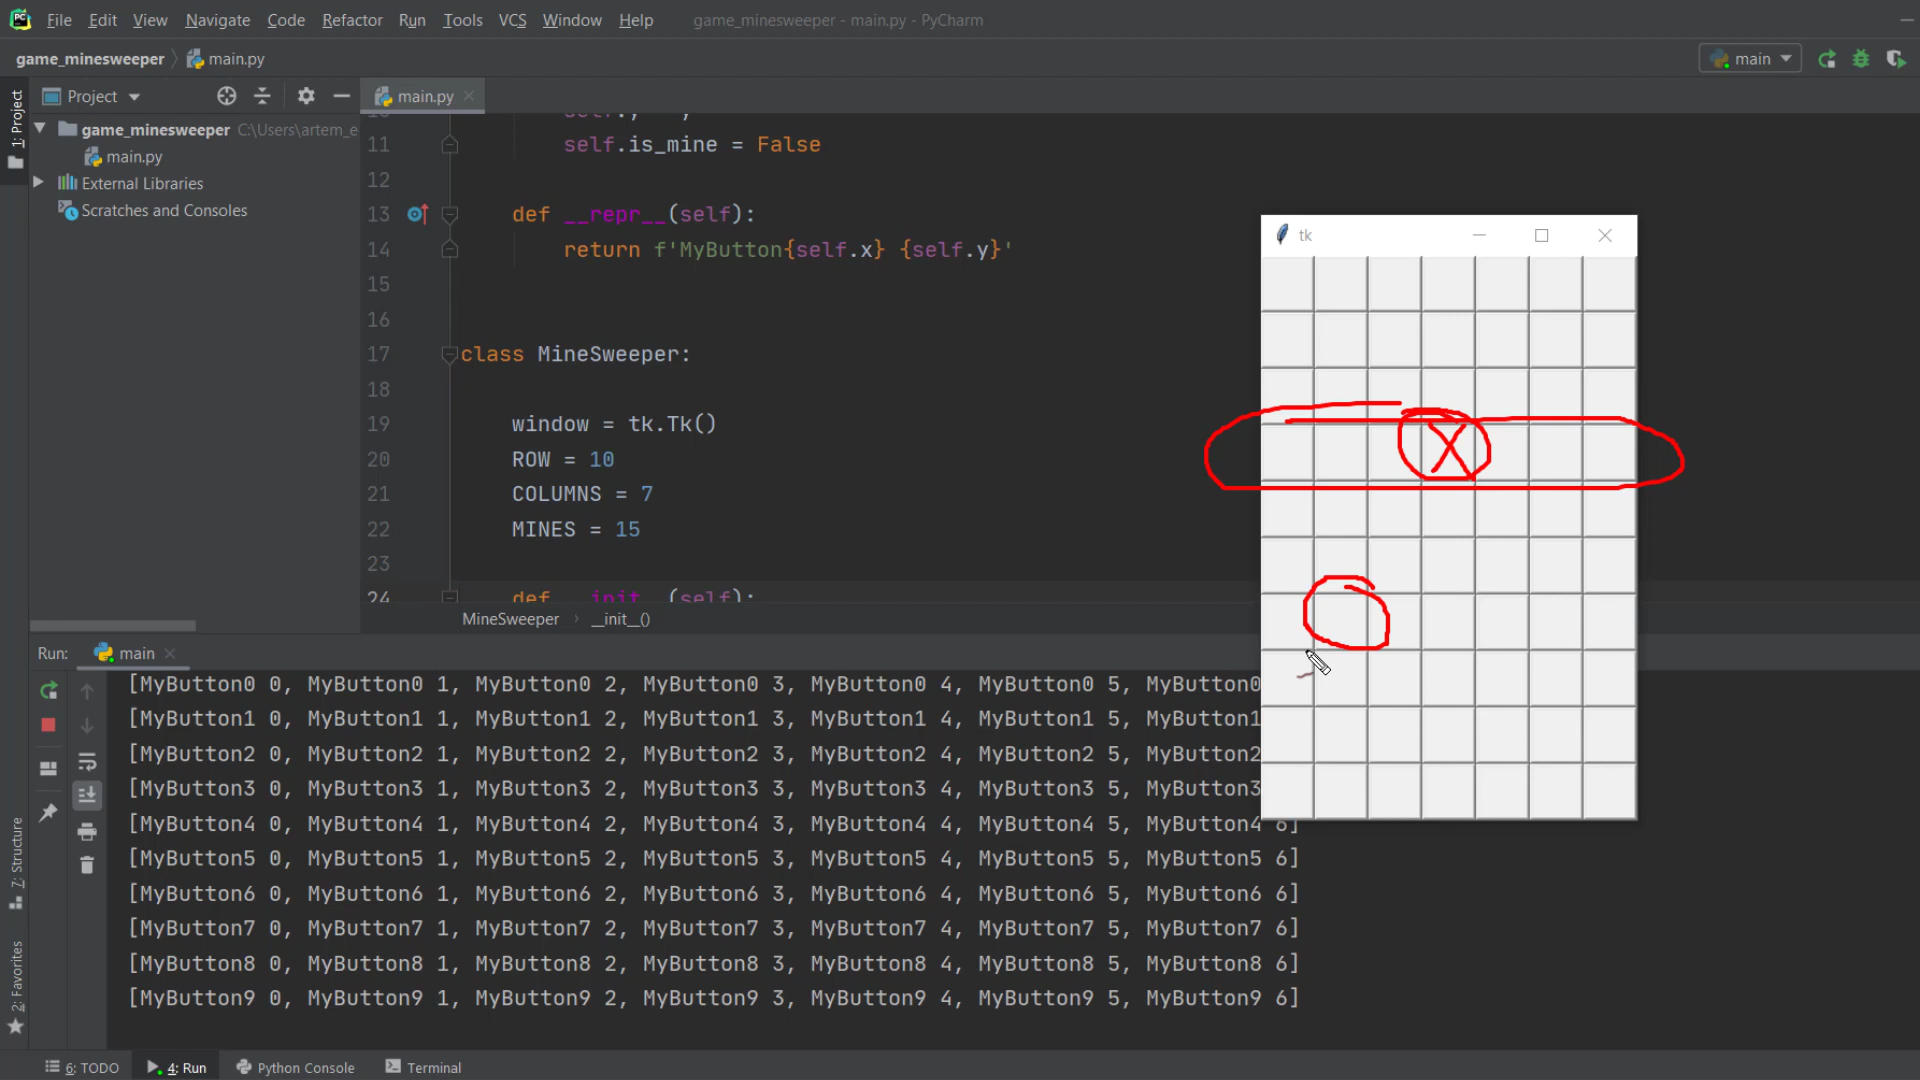 File Edit View Navigate Code Refactor Run Tools VCS Window Help game_minesweeper - main.py - PyCharm
game_minesweeper main.py main
Project main.py
1: Project
game_minesweeper C:\Users\artem_e
main.py
External Libraries
Scratches and Consoles
11 self.is_mine = False
12
13 def __repr__(self):
14 return f'MyButton{self.x} {self.y}'
15
16
17 class MineSweeper:
18
19 window = tk.Tk()
20 ROW = 10
21 COLUMNS = 7
22 MINES = 15
23
24 def __init__(self):
MineSweeper __init__()
tk
X
Run: main
[MyButton0 0, MyButton0 1, MyButton0 2, MyButton0 3, MyButton0 4, MyButton0 5, MyButton0
[MyButton1 0, MyButton1 1, MyButton1 2, MyButton1 3, MyButton1 4, MyButton1 5, MyButton1
[MyButton2 0, MyButton2 1, MyButton2 2, MyButton2 3, MyButton2 4, MyButton2 5, MyButton2
[MyButton3 0, MyButton3 1, MyButton3 2, MyButton3 3, MyButton3 4, MyButton3 5, MyButton3
[MyButton4 0, MyButton4 1, MyButton4 2, MyButton4 3, MyButton4 4, MyButton4 5, MyButton4 6]
[MyButton5 0, MyButton5 1, MyButton5 2, MyButton5 3, MyButton5 4, MyButton5 5, MyButton5 6]
[MyButton6 0, MyButton6 1, MyButton6 2, MyButton6 3, MyButton6 4, MyButton6 5, MyButton6 6]
[MyButton7 0, MyButton7 1, MyButton7 2, MyButton7 3, MyButton7 4, MyButton7 5, MyButton7 6]
[MyButton8 0, MyButton8 1, MyButton8 2, MyButton8 3, MyButton8 4, MyButton8 5, MyButton8 6]
[MyButton9 0, MyButton9 1, MyButton9 2, MyButton9 3, MyButton9 4, MyButton9 5, MyButton9 6]
7: Structure
2: Favorites
6: TODO 4: Run Python Console Terminal